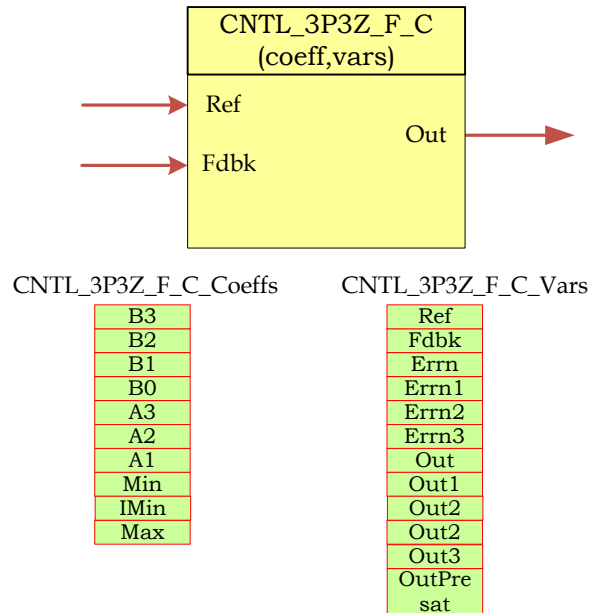 CNTL_3P3Z_F_C
(coeff,vars)
Ref
Out
Fdbk
CNTL_3P3Z_F_C_Coeffs
B3
B2
B1
B0
A3
A2
A1
Min
IMin
Max
CNTL_3P3Z_F_C_Vars
Ref
Fdbk
Errn
Errn1
Errn2
Errn3
Out
Out1
Out2
Out2
Out3
OutPre
sat